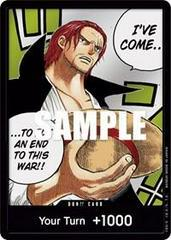 I'VE
COME..
SAMPLE
...TO PUT
AN END
TO THIS
WAR!!
DON!! CARD
Your Turn +1000